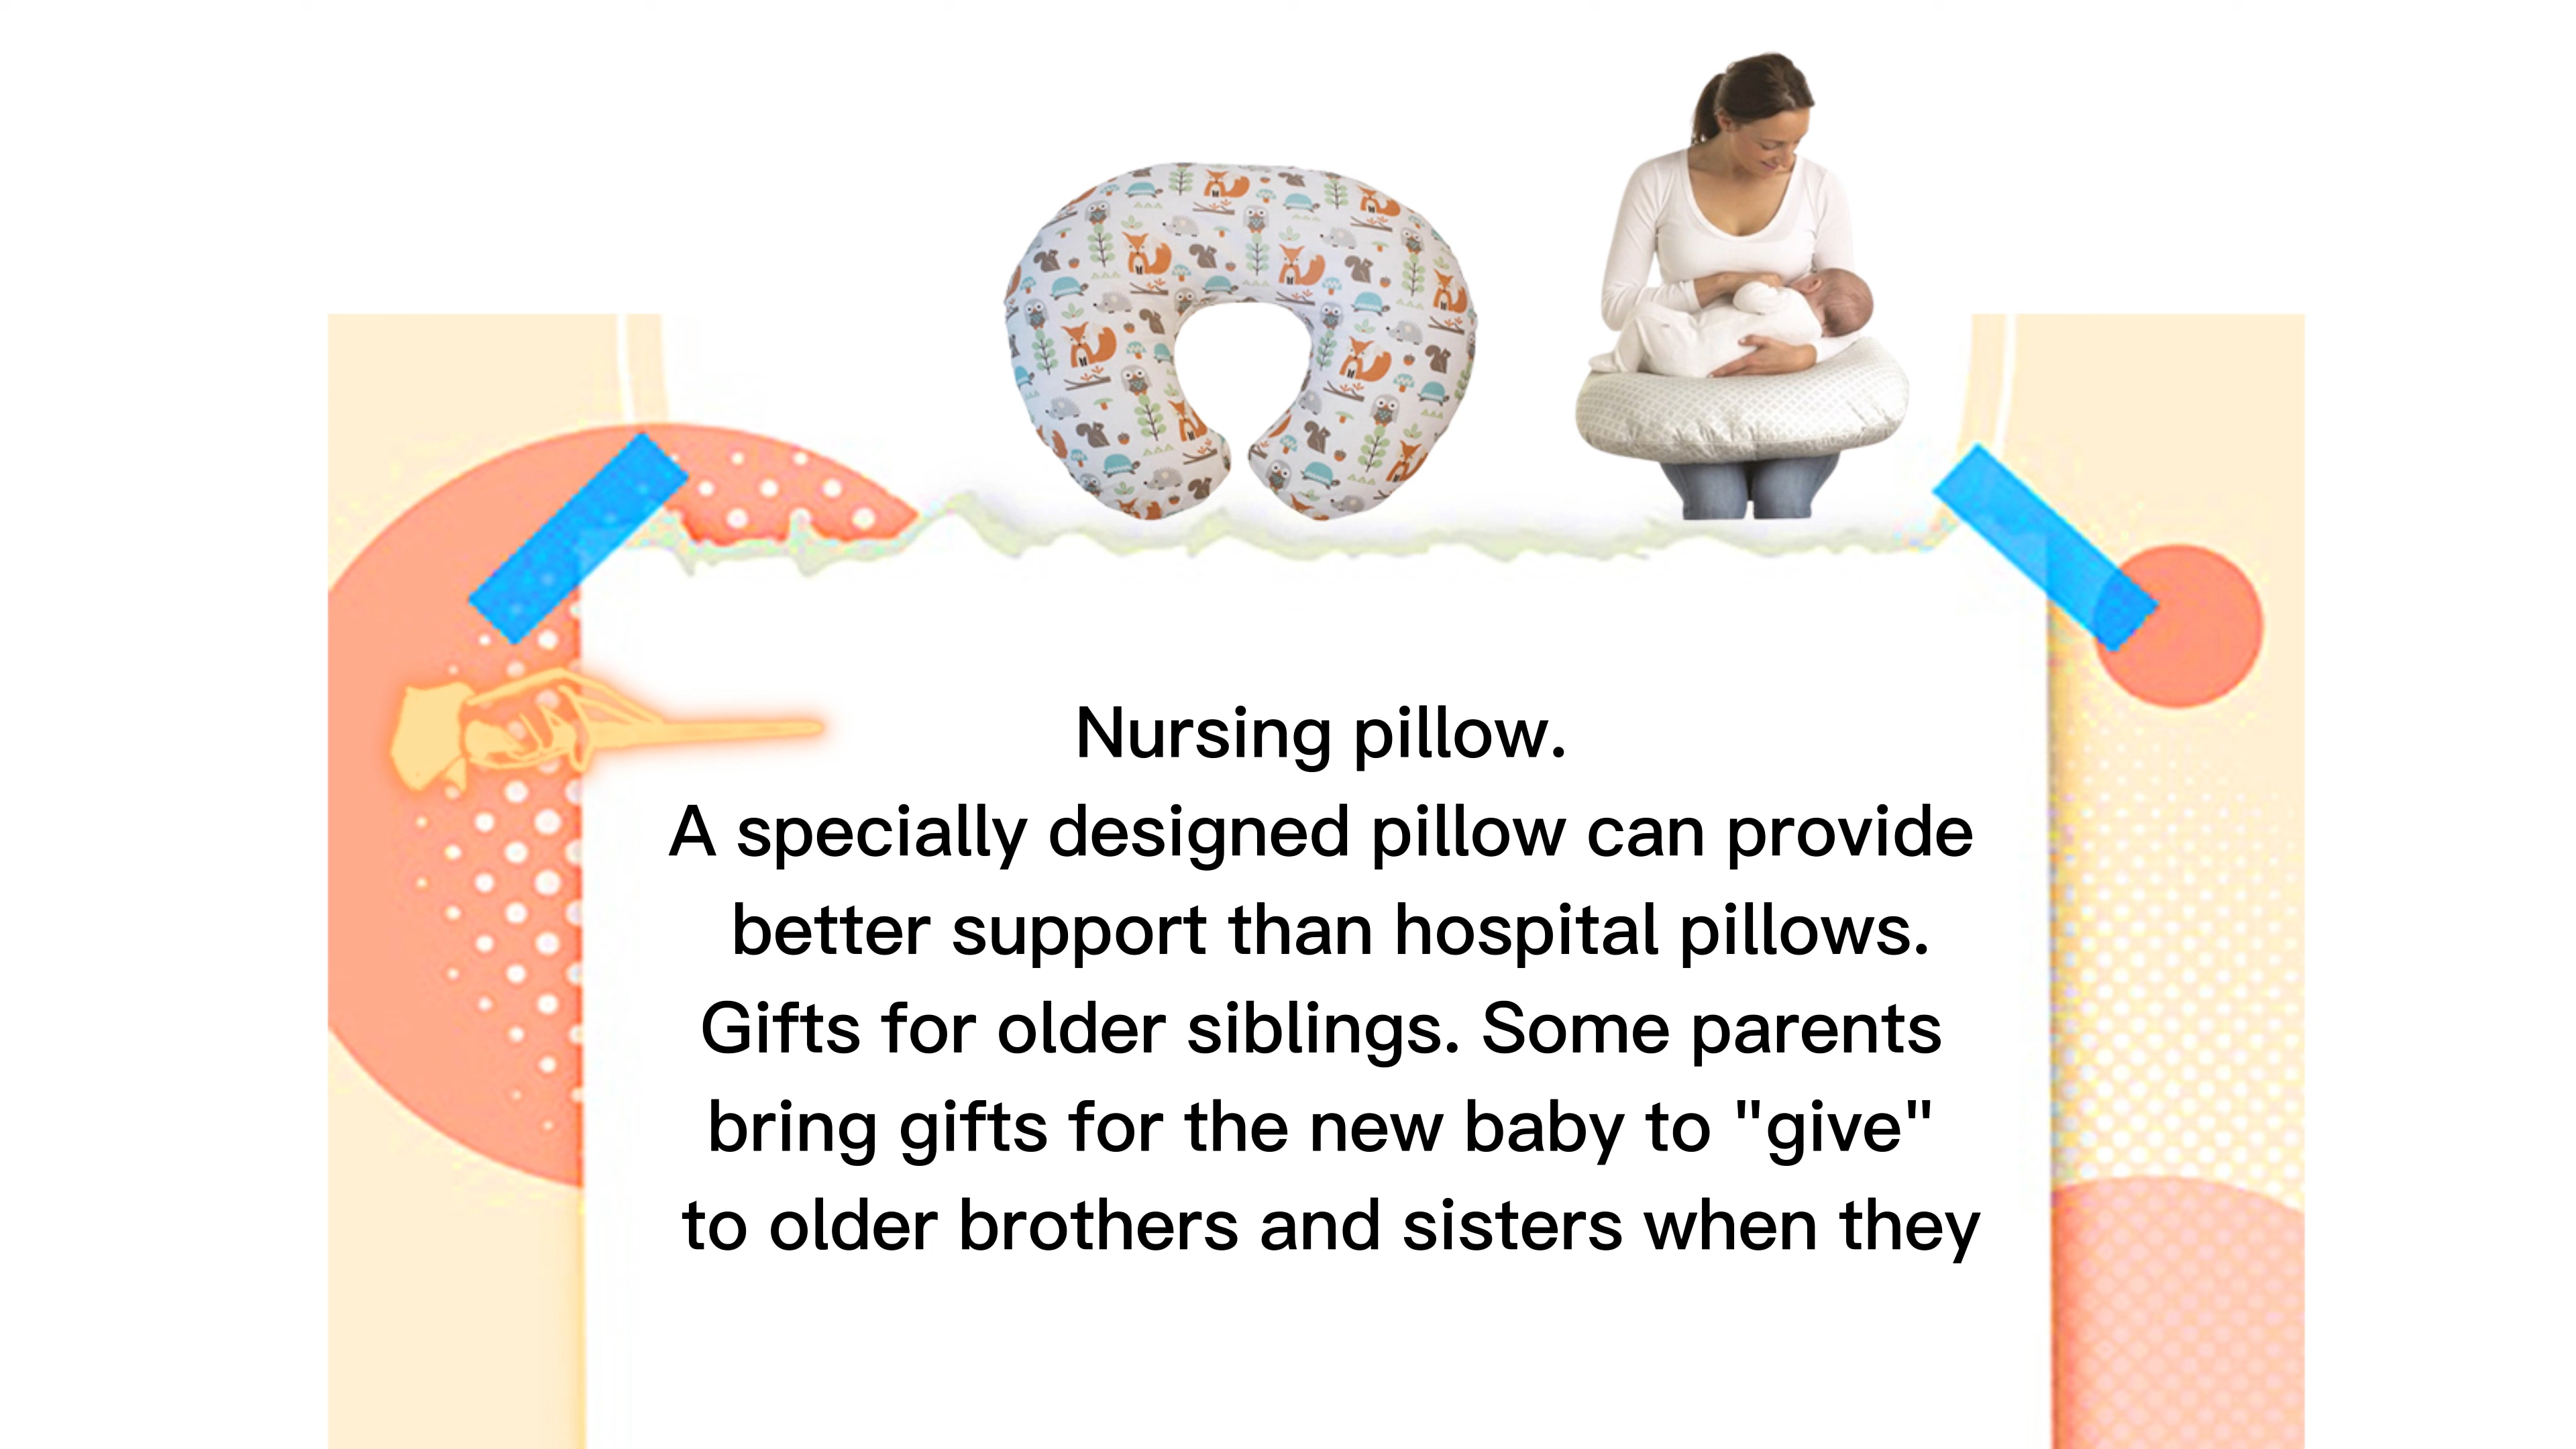 Nursing pillow.
A specially designed pillow can provide
better support than hospital pillows.
Gifts for older siblings. Some parents
bring gifts for the new baby to "give"
to older brothers and sisters when they